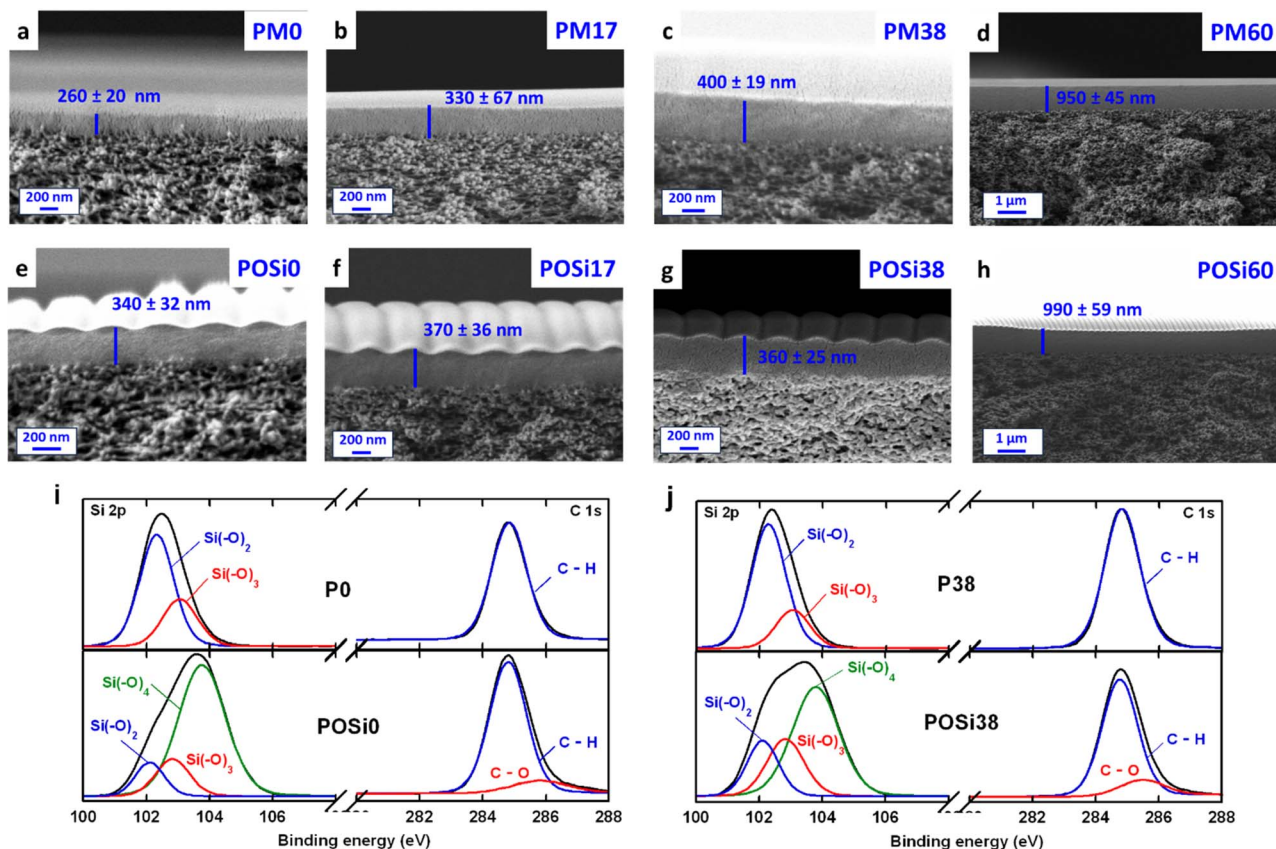 a PM0
260 ± 20 nm
200 nm
b PM17
330 ± 67 nm
200 nm
c PM38
400 ± 19 nm
200 nm
d PM60
950 ± 45 nm
1 µm
e POSi0
340 ± 32 nm
200 nm
f POSi17
370 ± 36 nm
200 nm
g POSi38
360 ± 25 nm
200 nm
h POSi60
990 ± 59 nm
1 µm
i
Si 2p C 1s
Si(-O)₂
Si(-O)₃
C - H
P0
Si(-O)₄
Si(-O)₂
Si(-O)₃
POSi0
C - H
C - O
100 102 104 282 284 286 288
Binding energy (eV)
j
Si 2p C 1s
Si(-O)₂
Si(-O)₃
C - H
P38
Si(-O)₄
Si(-O)₂
Si(-O)₃
POSi38
C - H
C - O
100 102 104 282 284 286 288
Binding energy (eV)